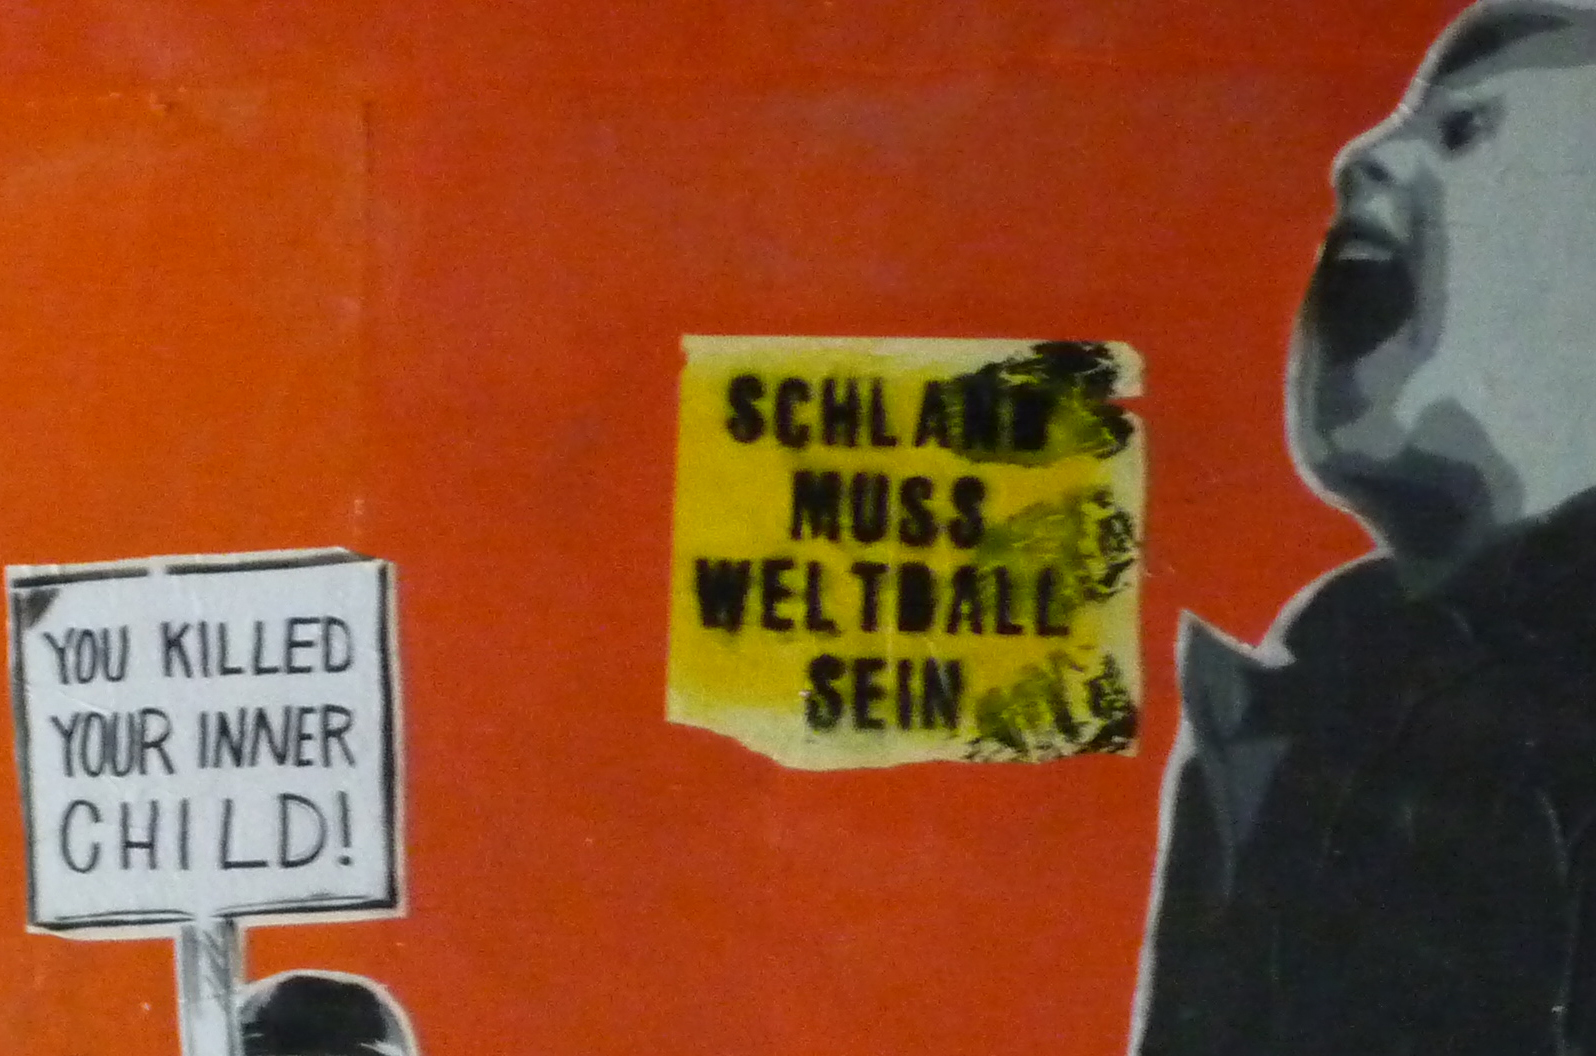 SCHLAND
MUSS
WELTBALL
SEIN
YOU KILLED
YOUR INNER
CHILD!